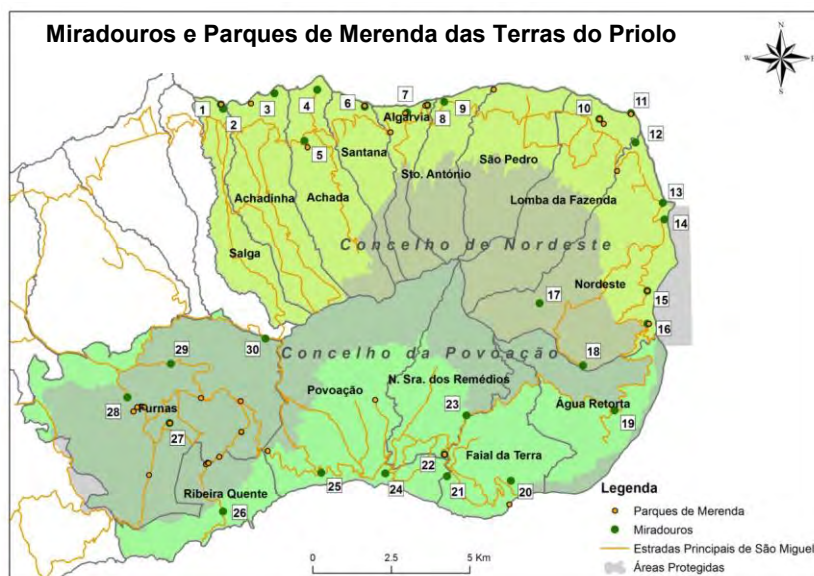 Miradouros e Parques de Merenda das Terras do Priolo
N
W
E
S
1
2
3
4
5
6
7
8
9
10
11
12
13
14
15
16
17
18
19
20
21
22
23
24
25
26
27
28
29
30
Algarvia
Santana
Sto. António
São Pedro
Lomba da Fazenda
Achadinha
Achada
Salga
Concelho de Nordeste
Nordeste
Concelho da Povoação
Povoação
N. Sra. dos Remédios
Água Retorta
Furnas
Faial da Terra
Ribeira Quente
Legenda
Parques de Merenda
Miradouros
Estradas Principais de São Miguel
Áreas Protegidas
0 2.5 5 Km